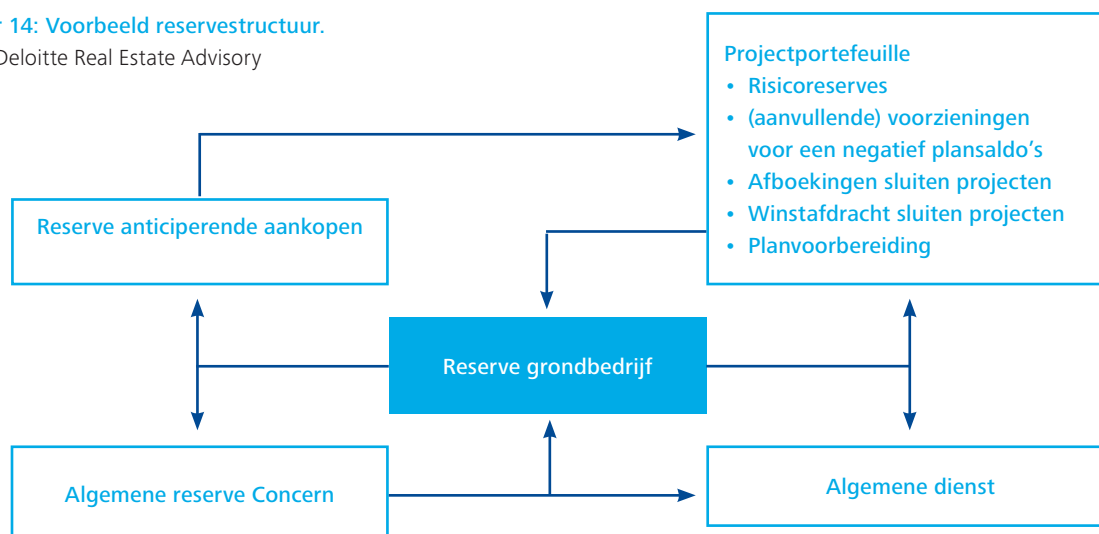 14: Voorbeeld reservestructuur.
Deloitte Real Estate Advisory
Projectportefeuille
• Risicoreserves
• (aanvullende) voorzieningen
voor een negatief plansaldo's
• Afboekingen sluiten projecten
• Winstafdracht sluiten projecten
• Planvoorbereiding
Reserve anticiperende aankopen
Reserve grondbedrijf
Algemene reserve Concern
Algemene dienst